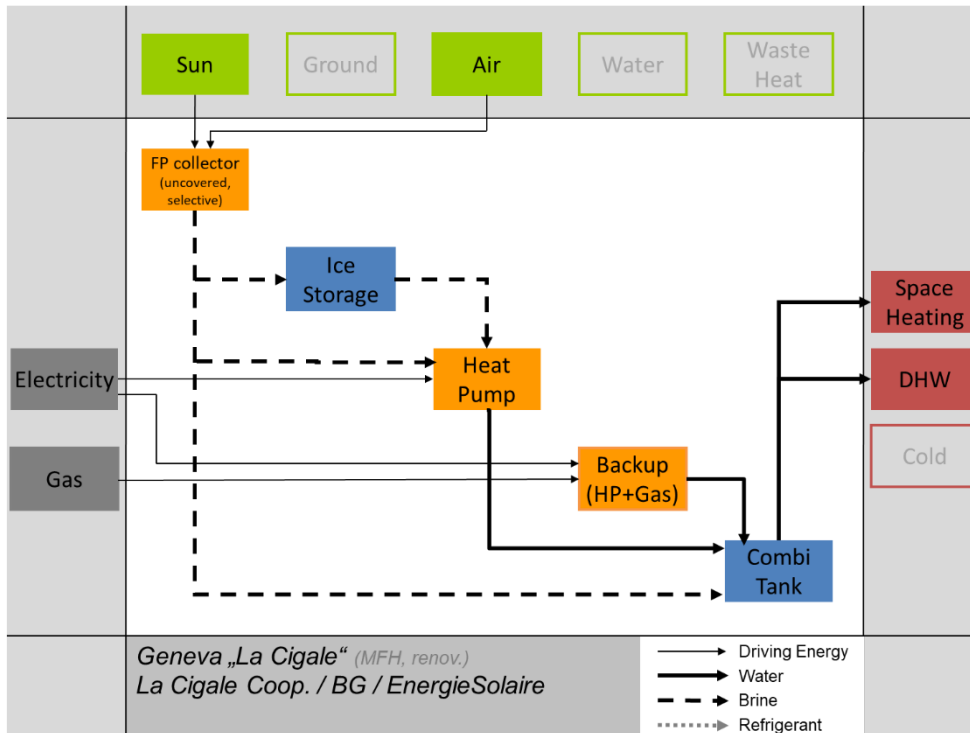 Sun
Ground
Air
Water
Waste
Heat
FP collector
(uncovered,
selective)
Ice
Storage
Space
Heating
Electricity
Heat
Pump
DHW
Gas
Backup
(HP+Gas)
Cold
Combi
Tank
Geneva „La Cigale“ (MFH, renov.)
La Cigale Coop. / BG / EnergieSolaire
Driving Energy
Water
Brine
Refrigerant